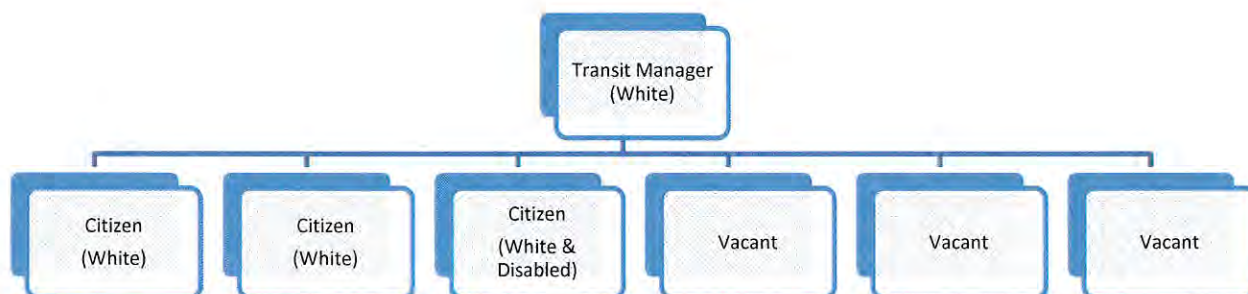 Transit Manager
(White)
Citizen
(White)
Citizen
(White)
Citizen
(White &
Disabled)
Vacant
Vacant
Vacant